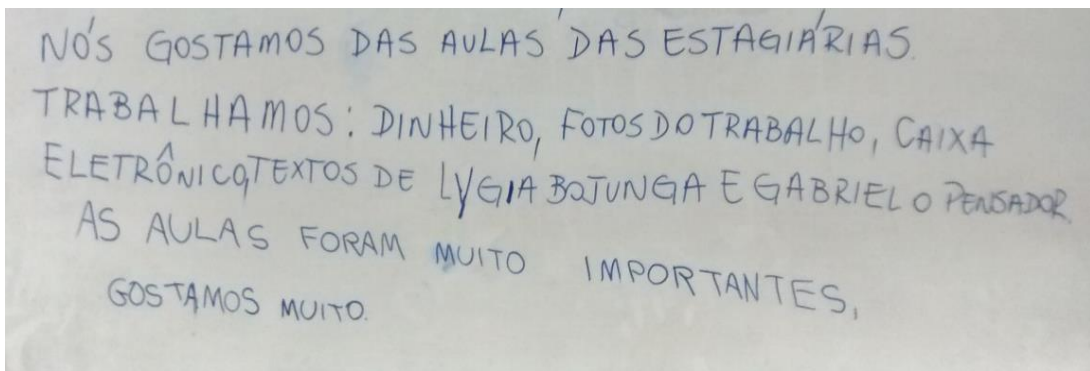 NÓS GOSTAMOS DAS AULAS DAS ESTAGIÁRIAS.
TRABALHAMOS: DINHEIRO, FOTOS DO TRABALHO, CAIXA
ELETRÔNICO, TEXTOS DE LYGIA BOJUNGA E GABRIEL O PENSADOR.
AS AULAS FORAM MUITO IMPORTANTES,
GOSTAMOS MUITO.